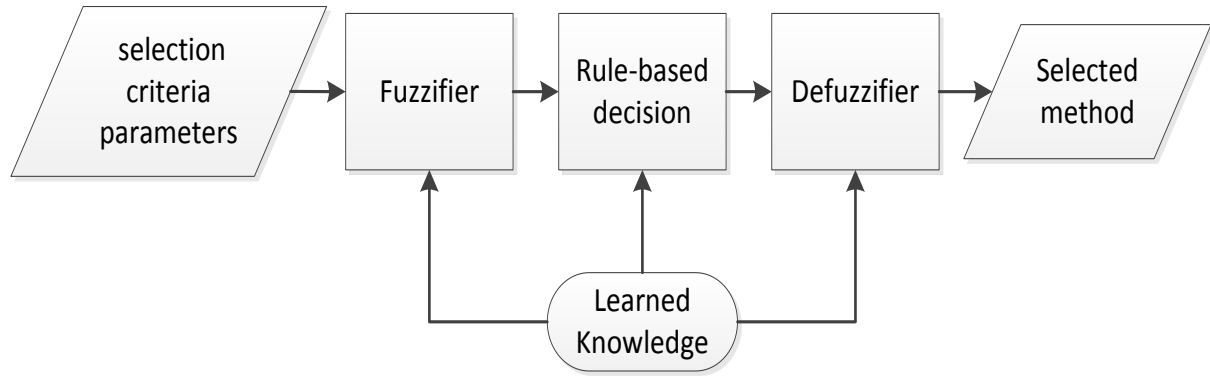 selection
criteria
parameters
Fuzzifier
Rule-based
decision
Defuzzifier
Selected
method
Learned
Knowledge